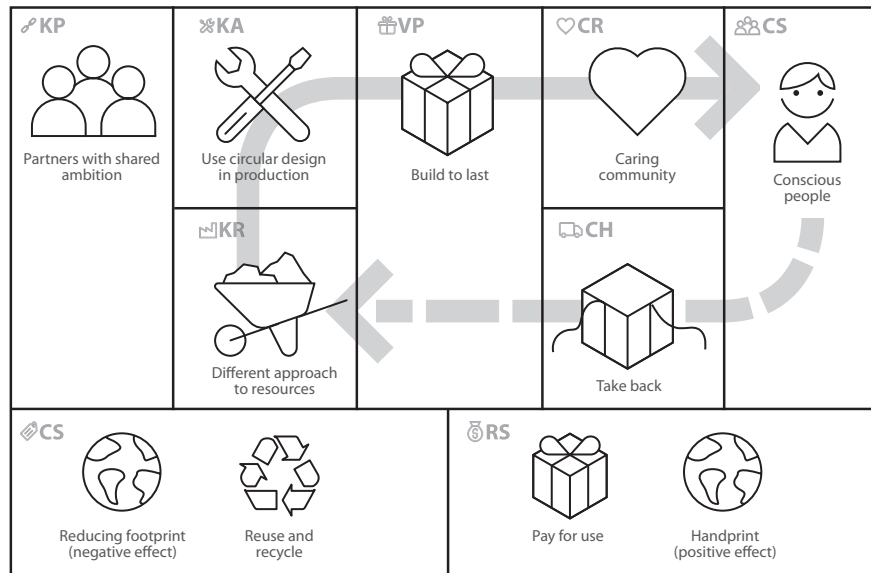 KP
Partners with shared
ambition
KA
Use circular design
in production
VP
Build to last
CR
Caring
community
CS
Conscious
people
KR
Different approach
to resources
CH
Take back
CS
Reducing footprint
(negative effect)
Reuse and
recycle
RS
Pay for use
Handprint
(positive effect)